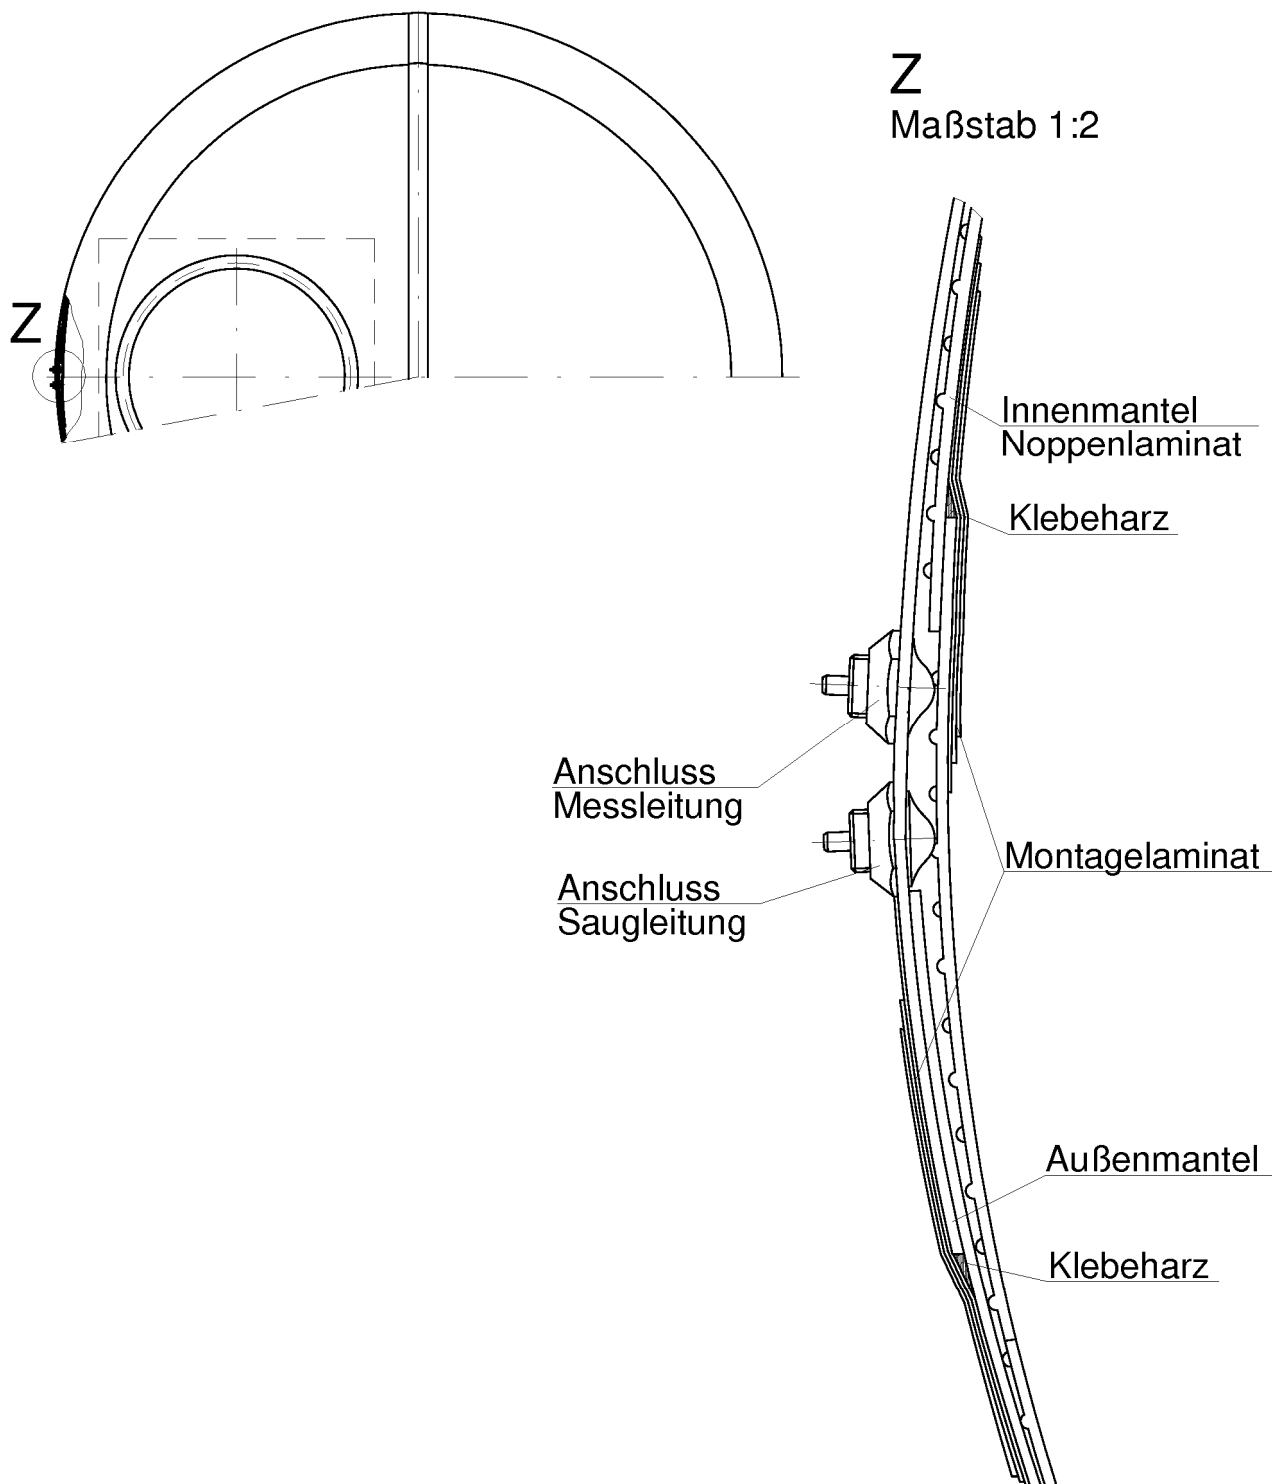 Z
Maßstab 1:2
Z
Innenmantel
Noppenlaminat
Klebeharz
Anschluss
Messleitung
Montagelaminat
Anschluss
Saugleitung
Außenmantel
Klebeharz